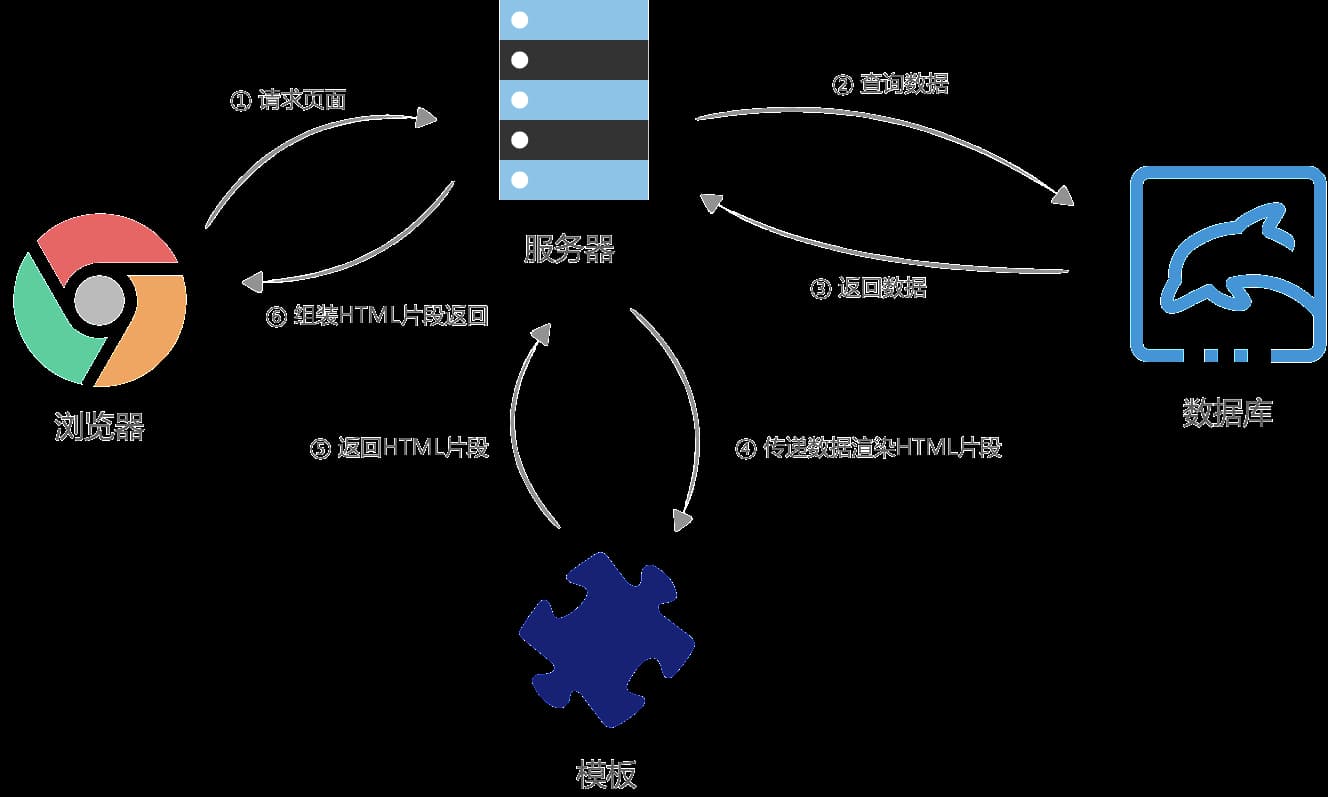 ① 请求页面
② 查询数据
服务器
③ 返回数据
⑥ 组装HTML片段返回
浏览器
数据库
⑤ 返回HTML片段
④ 传递数据渲染HTML片段
模板